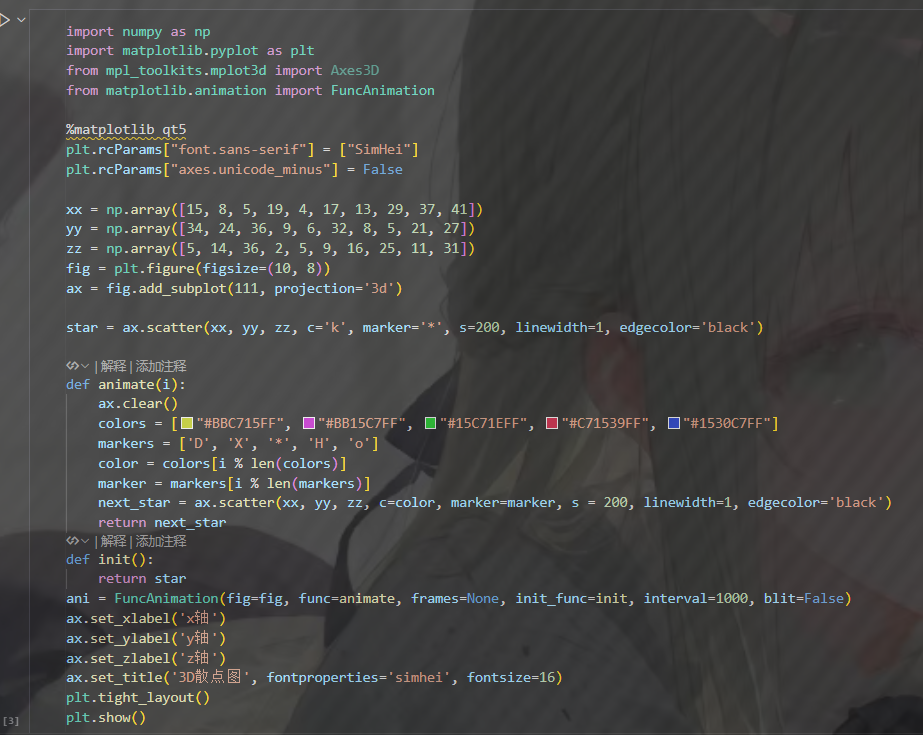 import numpy as np
import matplotlib.pyplot as plt
from mpl_toolkits.mplot3d import Axes3D
from matplotlib.animation import FuncAnimation
%matplotlib qt5
plt.rcParams["font.sans-serif"] = ["SimHei"]
plt.rcParams["axes.unicode_minus"] = False
xx = np.array([15, 8, 5, 19, 4, 17, 13, 29, 37, 41])
yy = np.array([34, 24, 36, 9, 6, 32, 8, 5, 21, 27])
zz = np.array([5, 14, 36, 2, 5, 9, 16, 25, 11, 31])
fig = plt.figure(figsize=(10, 8))
ax = fig.add_subplot(111, projection='3d')
star = ax.scatter(xx, yy, zz, c='k', marker='*', s=200, linewidth=1, edgecolor='black')
|解释|添加注释
def animate(i):
    ax.clear()
    colors = ["#BBC715FF", "#BB15C7FF", "#15C71EFF", "#C71539FF", "#1530C7FF"]
    markers = ['D', 'X', '*', 'H', 'o']
    color = colors[i % len(colors)]
    marker = markers[i % len(markers)]
    next_star = ax.scatter(xx, yy, zz, c=color, marker=marker, s = 200, linewidth=1, edgecolor='black')
    return next_star
|解释|添加注释
def init():
    return star
ani = FuncAnimation(fig=fig, func=animate, frames=None, init_func=init, interval=1000, blit=False)
ax.set_xlabel('x轴')
ax.set_ylabel('y轴')
ax.set_zlabel('z轴')
ax.set_title('3D散点图', fontproperties='simhei', fontsize=16)
plt.tight_layout()
plt.show()
[3]